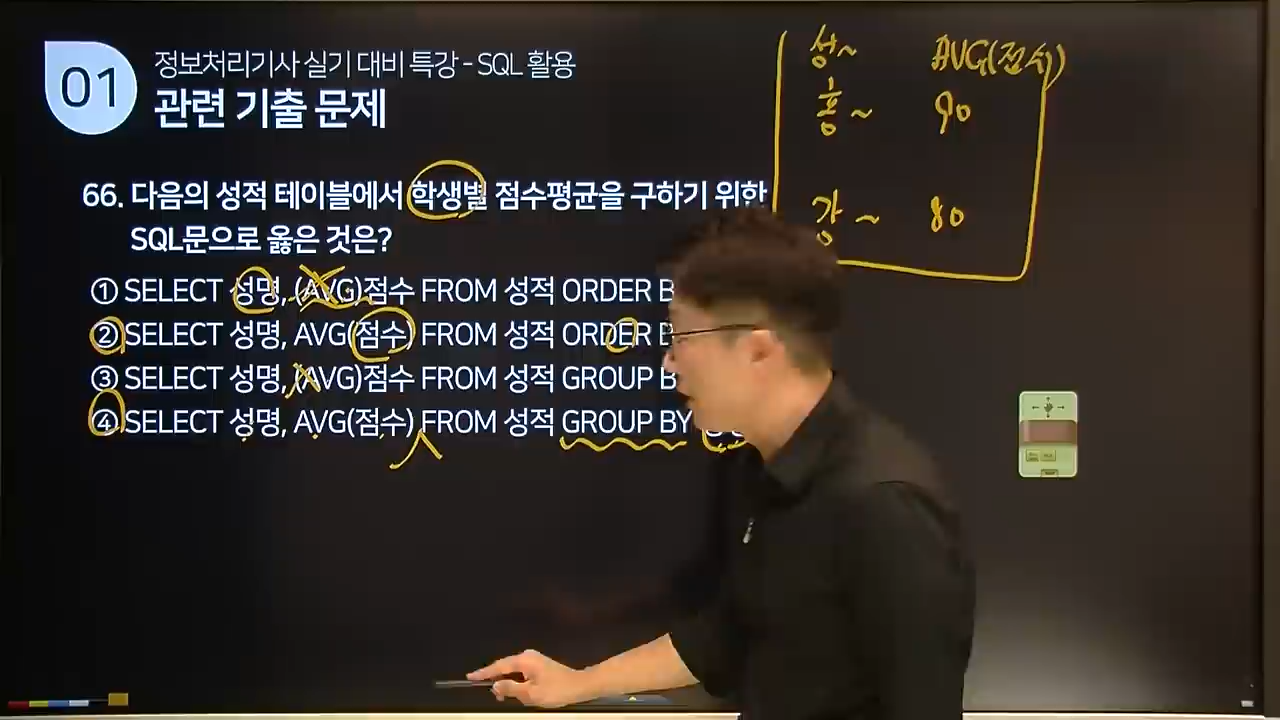 01
정보처리기사 실기 대비 특강 - SQL 활용
관련 기출 문제
66. 다음의 성적 테이블에서 학생별 점수평균을 구하기 위한
SQL문으로 옳은 것은?
① SELECT 성명, (AVG)점수 FROM 성적 ORDER
② SELECT 성명, AVG(점수) FROM 성적 ORDER
③ SELECT 성명, (AVG)점수 FROM 성적 GROUP
④ SELECT 성명, AVG(점수) FROM 성적 GROUP BY
성~ AVG(점수)
홍~ 90
강~ 80